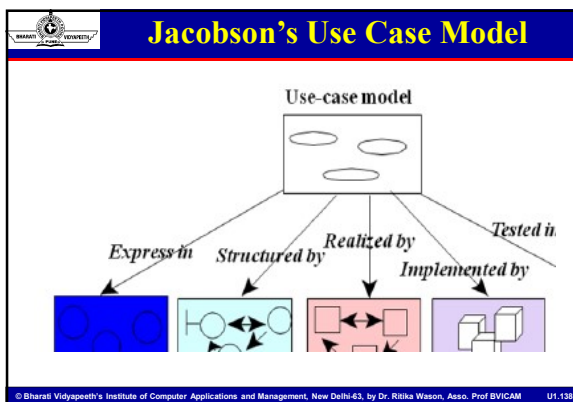 BHARATI VIDYAPEETH
PUNE
Jacobson's Use Case Model
Use-case model
Express in
Structured by
Realized by
Implemented by
Tested in
© Bharati Vidyapeeth's Institute of Computer Applications and Management, New Delhi-63, by Dr. Ritika Wason, Asso. Prof BVICAM U1.138